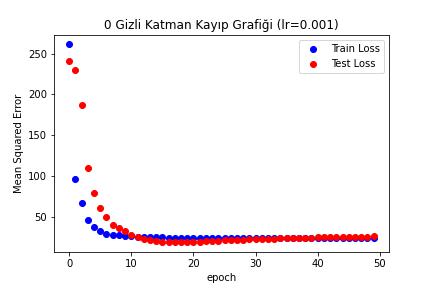 0 Gizli Katman Kayıp Grafiği (lr=0.001)
Train Loss
Test Loss
Mean Squared Error
250
200
150
100
50
0 10 20 30 40 50
epoch